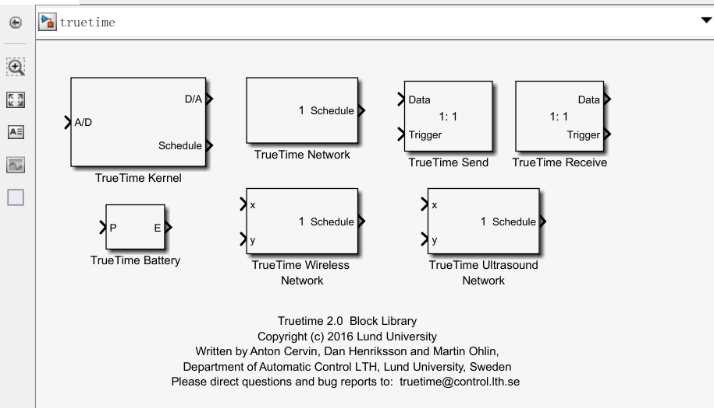 truetime
A/D
D/A
Schedule
TrueTime Kernel
1 Schedule
TrueTime Network
Data
1: 1
Trigger
TrueTime Send
Data
1: 1
Trigger
TrueTime Receive
P E
TrueTime Battery
x
1 Schedule
y
TrueTime Wireless
Network
x
1 Schedule
y
TrueTime Ultrasound
Network
Truetime 2.0 Block Library
Copyright (c) 2016 Lund University
Written by Anton Cervin, Dan Henriksson and Martin Ohlin,
Department of Automatic Control LTH, Lund University, Sweden
Please direct questions and bug reports to: truetime@control.lth.se